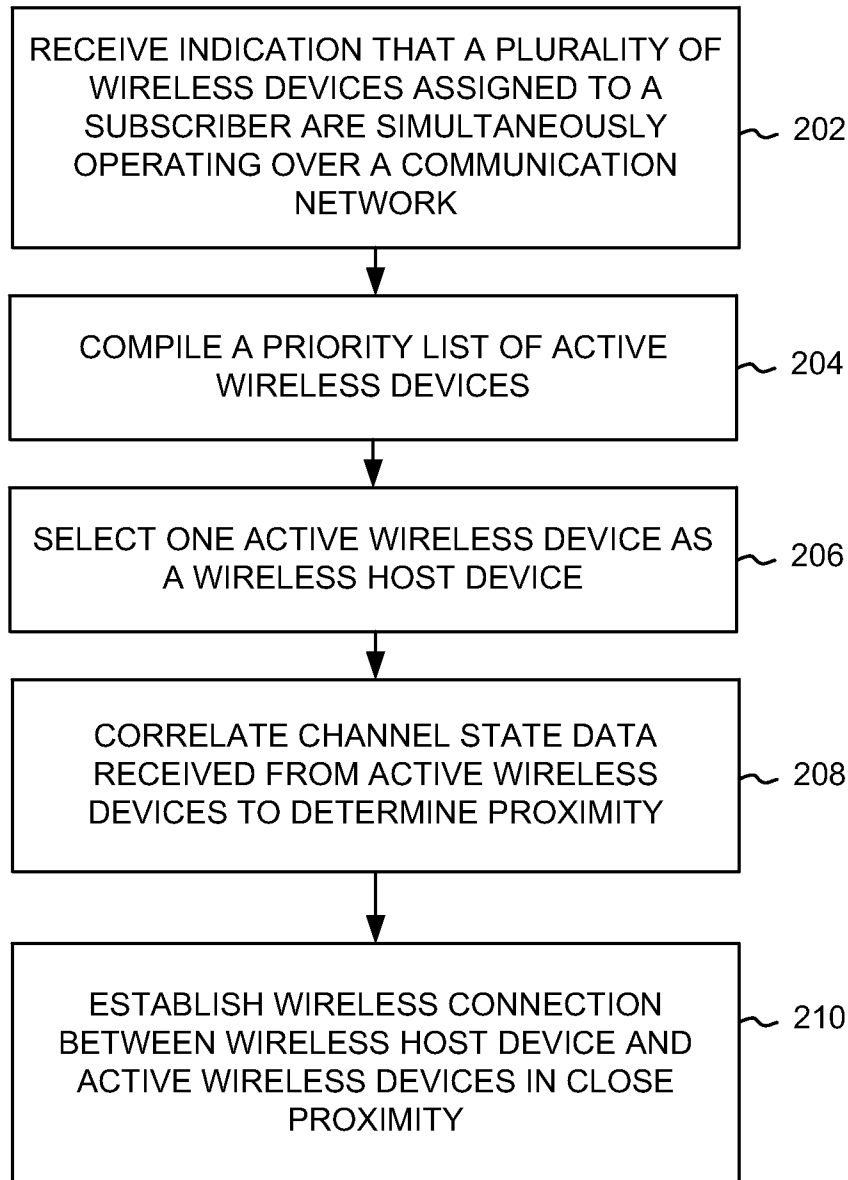 RECEIVE INDICATION THAT A PLURALITY OF
WIRELESS DEVICES ASSIGNED TO A
SUBSCRIBER ARE SIMULTANEOUSLY
OPERATING OVER A COMMUNICATION
NETWORK
202
COMPILE A PRIORITY LIST OF ACTIVE
WIRELESS DEVICES
204
SELECT ONE ACTIVE WIRELESS DEVICE AS
A WIRELESS HOST DEVICE
206
CORRELATE CHANNEL STATE DATA
RECEIVED FROM ACTIVE WIRELESS
DEVICES TO DETERMINE PROXIMITY
208
ESTABLISH WIRELESS CONNECTION
BETWEEN WIRELESS HOST DEVICE AND
ACTIVE WIRELESS DEVICES IN CLOSE
PROXIMITY
210